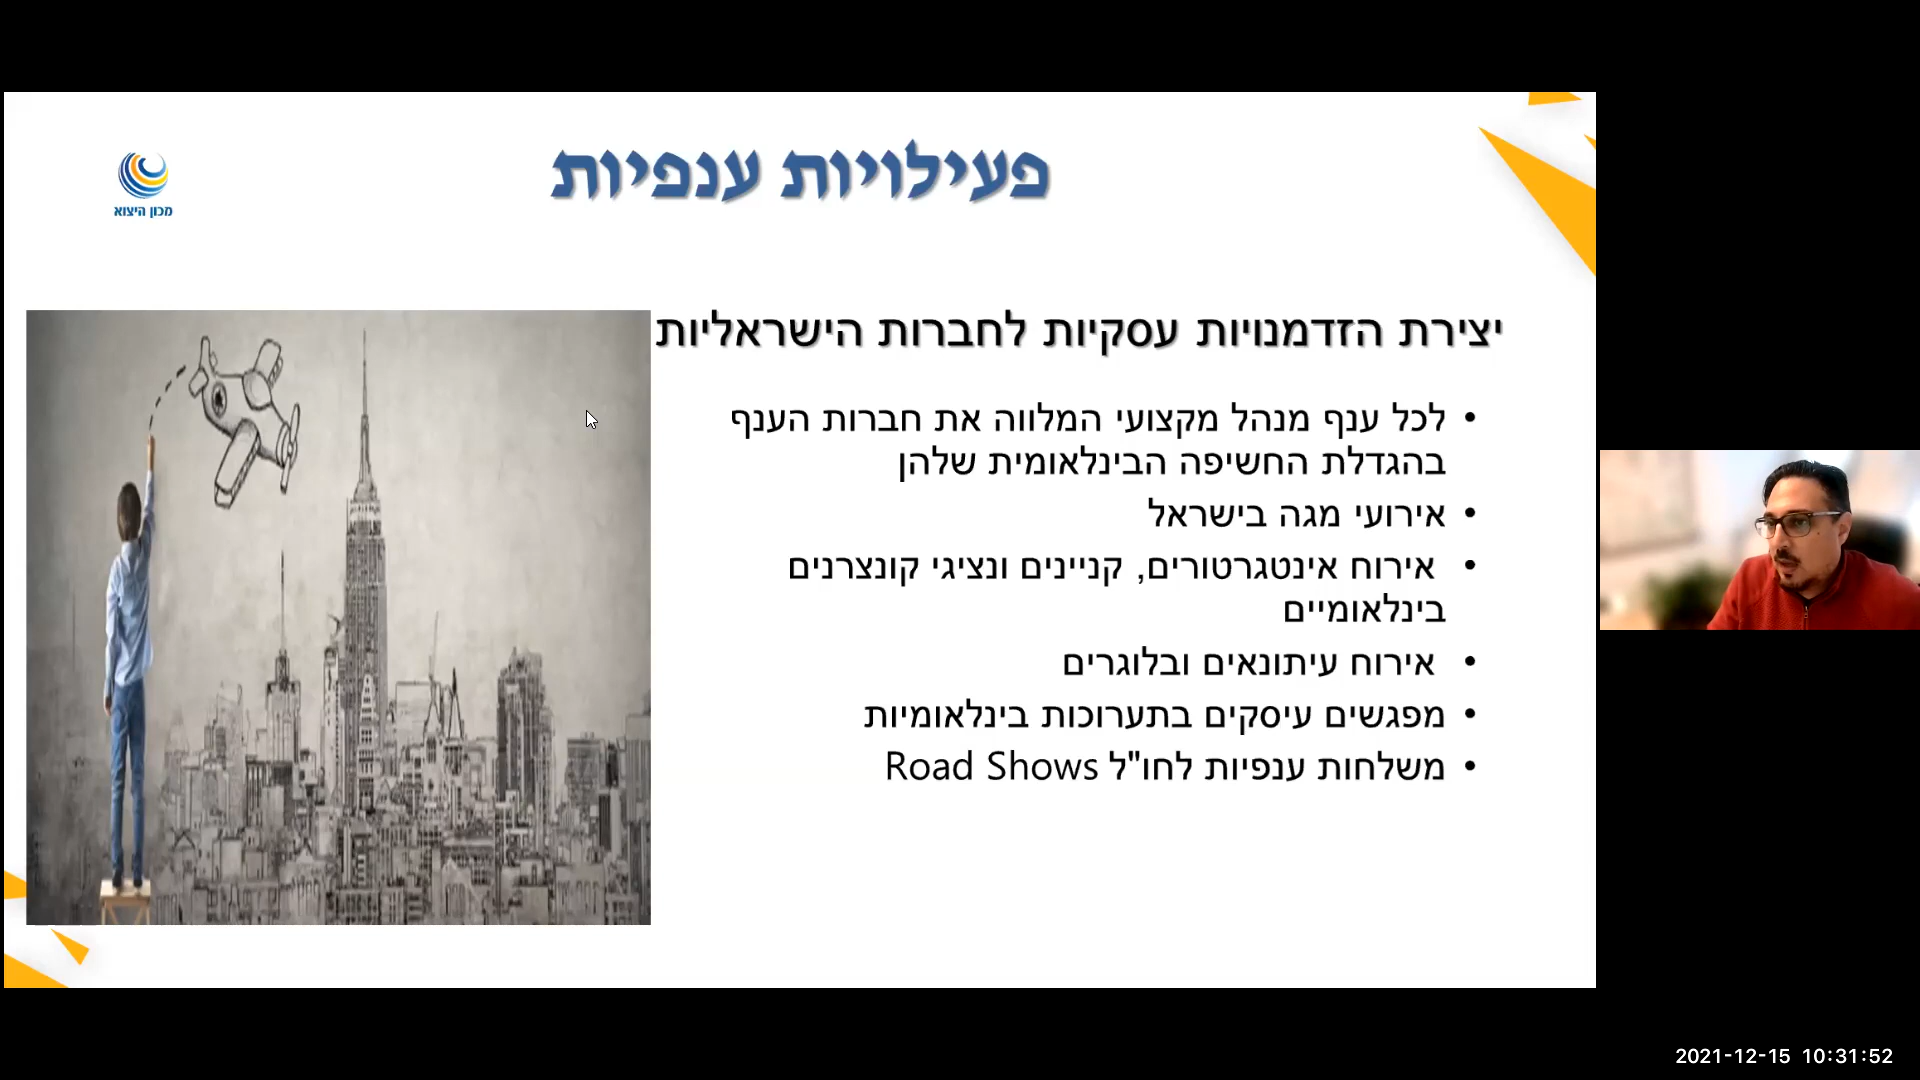 פעילויות ענפיות
מכון היצוא
יצירת הזדמנויות עסקיות לחברות הישראליות
• לכל ענף מנהל מקצועי המלווה את חברות הענף
בהגדלת החשיפה הבינלאומית שלהן
• אירועי מגה בישראל
• אירוח אינטגרטורים, קניינים ונציגי קונצרנים
בינלאומיים
• אירוח עיתונאים ובלוגרים
• מפגשים עיסקים בתערוכות בינלאומיות
• משלחות ענפיות לחו"ל Road Shows
2021-12-15 10:31:52